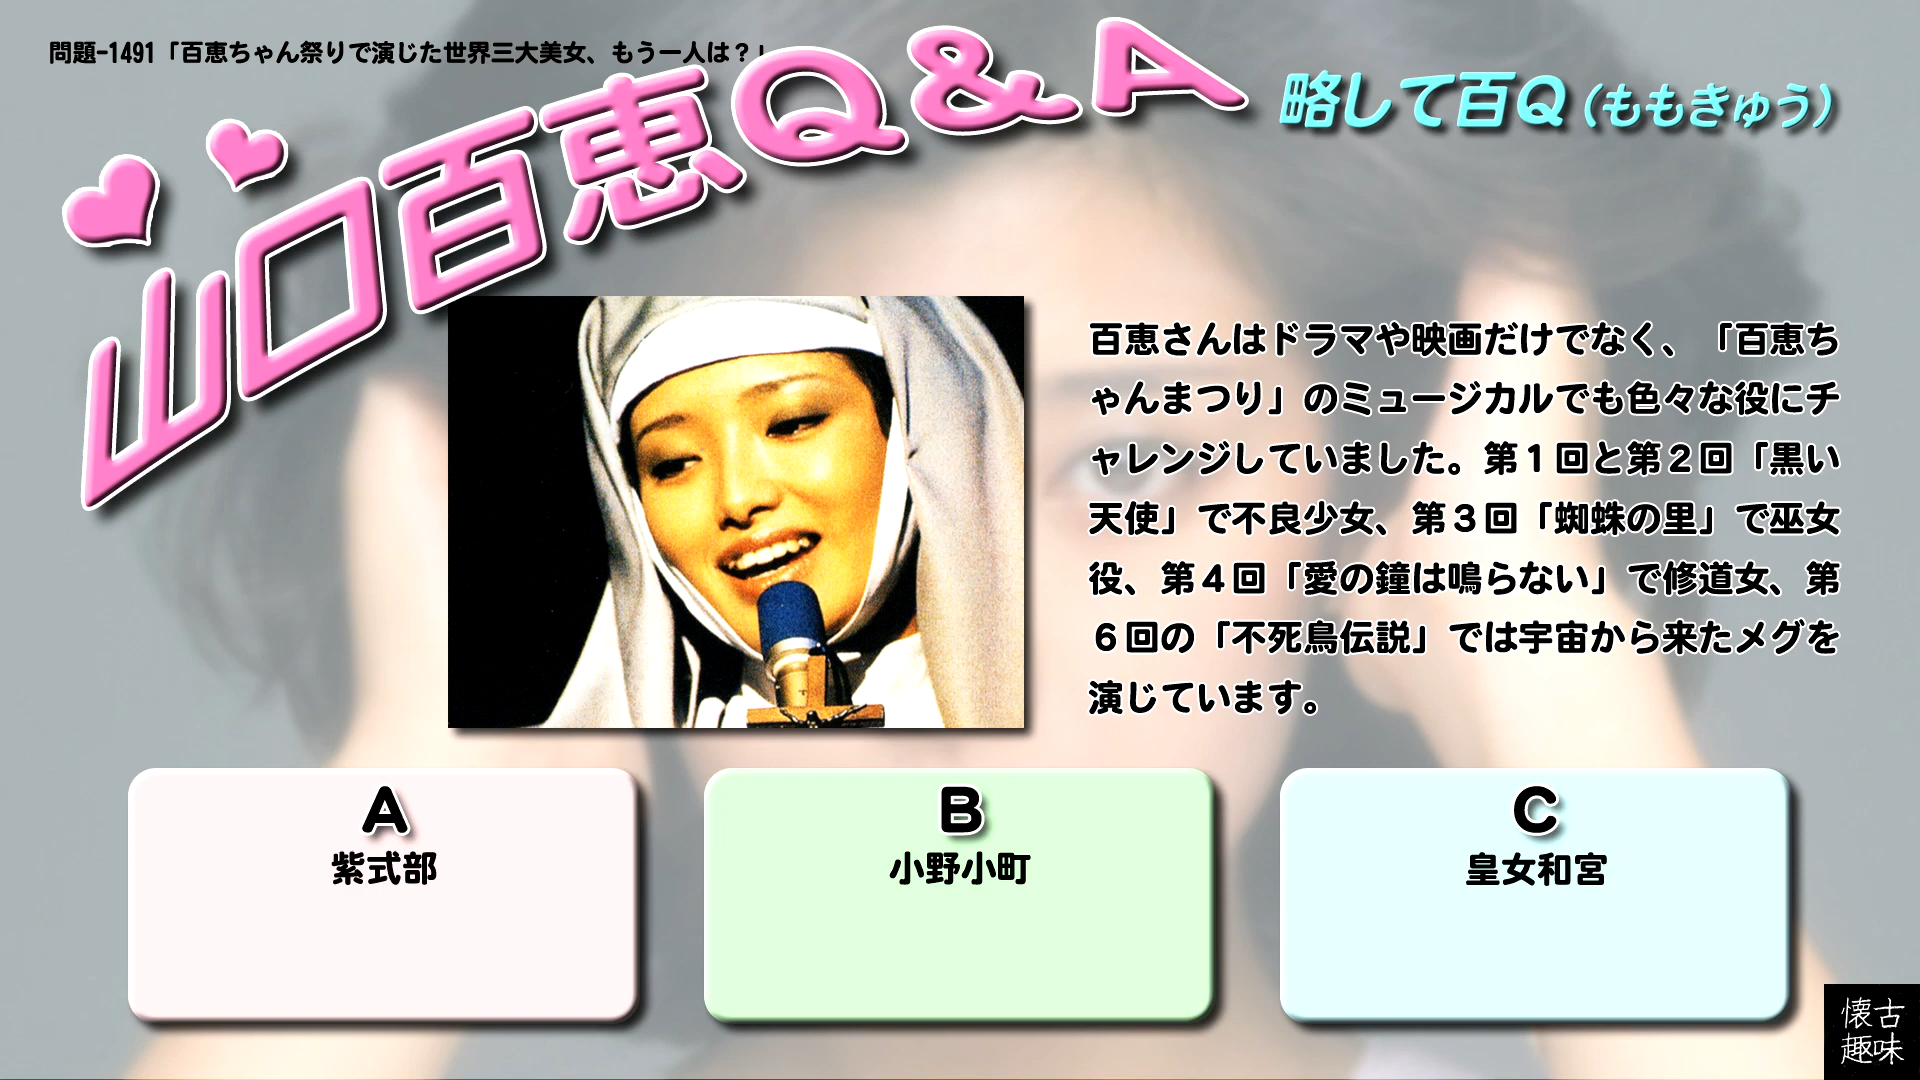 問題-1491「百恵ちゃん祭りで演じた世界三大美女、もう一人は？」
山口百恵Q&A
略して百Q（ももきゅう）
百恵さんはドラマや映画だけでなく、「百恵ち
ゃんまつり」のミュージカルでも色々な役にチ
ャレンジしていました。第１回と第２回「黒い
天使」で不良少女、第３回「蜘蛛の里」で巫女
役、第４回「愛の鐘は鳴らない」で修道女、第
６回の「不死鳥伝説」では宇宙から来たメグを
演じています。
A
紫式部
B
小野小町
C
皇女和宮
懐古
趣味